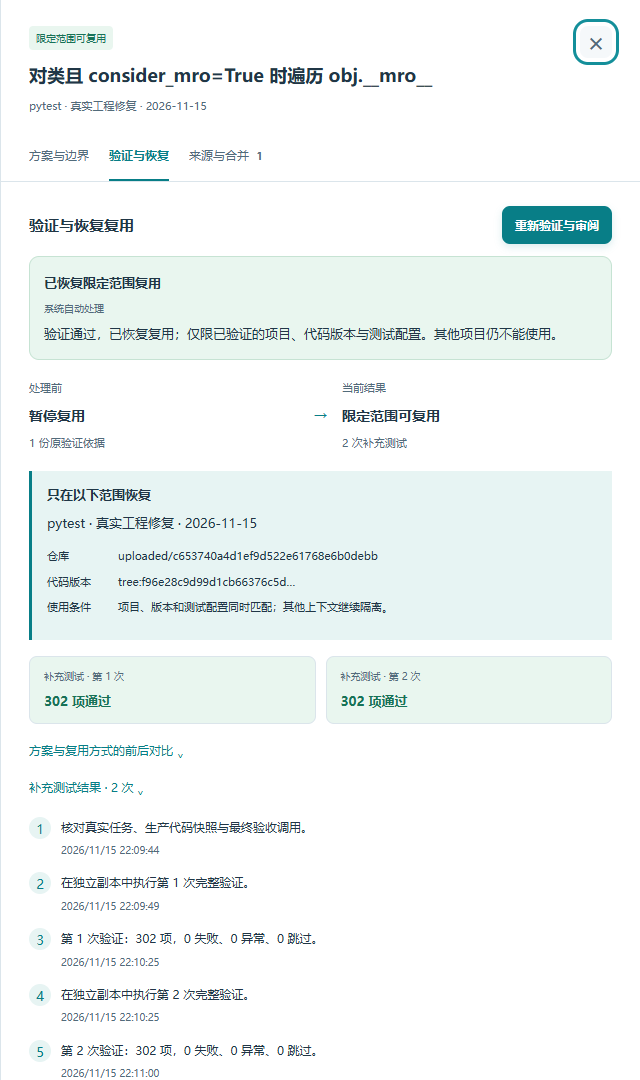 限定范围可复用
对类且 consider_mro=True 时遍历 obj.__mro__
pytest · 真实工程修复 · 2026-11-15
方案与边界 验证与恢复 来源与合并 1
验证与恢复复用
重新验证与审阅
已恢复限定范围复用
系统自动处理
验证通过，已恢复复用；仅限已验证的项目、代码版本与测试配置。其他项目仍不能使用。
处理前
暂停复用
1 份原验证依据
→
当前结果
限定范围可复用
2 次补充测试
只在以下范围恢复
pytest · 真实工程修复 · 2026-11-15
仓库 uploaded/c653740a4d1ef9d522e61768e6b0debb
代码版本 tree:f96e28c9d99d1cb66376c5d...
使用条件 项目、版本和测试配置同时匹配；其他上下文继续隔离。
补充测试 · 第 1 次
302 项通过
补充测试 · 第 2 次
302 项通过
方案与复用方式的前后对比
补充测试结果 · 2 次
1 核对真实任务、生产代码快照与最终验收调用。
2026/11/15 22:09:44
2 在独立副本中执行第 1 次完整验证。
2026/11/15 22:09:49
3 第 1 次验证：302 项，0 失败、0 异常、0 跳过。
2026/11/15 22:10:25
4 在独立副本中执行第 2 次完整验证。
2026/11/15 22:10:25
5 第 2 次验证：302 项，0 失败、0 异常、0 跳过。
2026/11/15 22:11:00